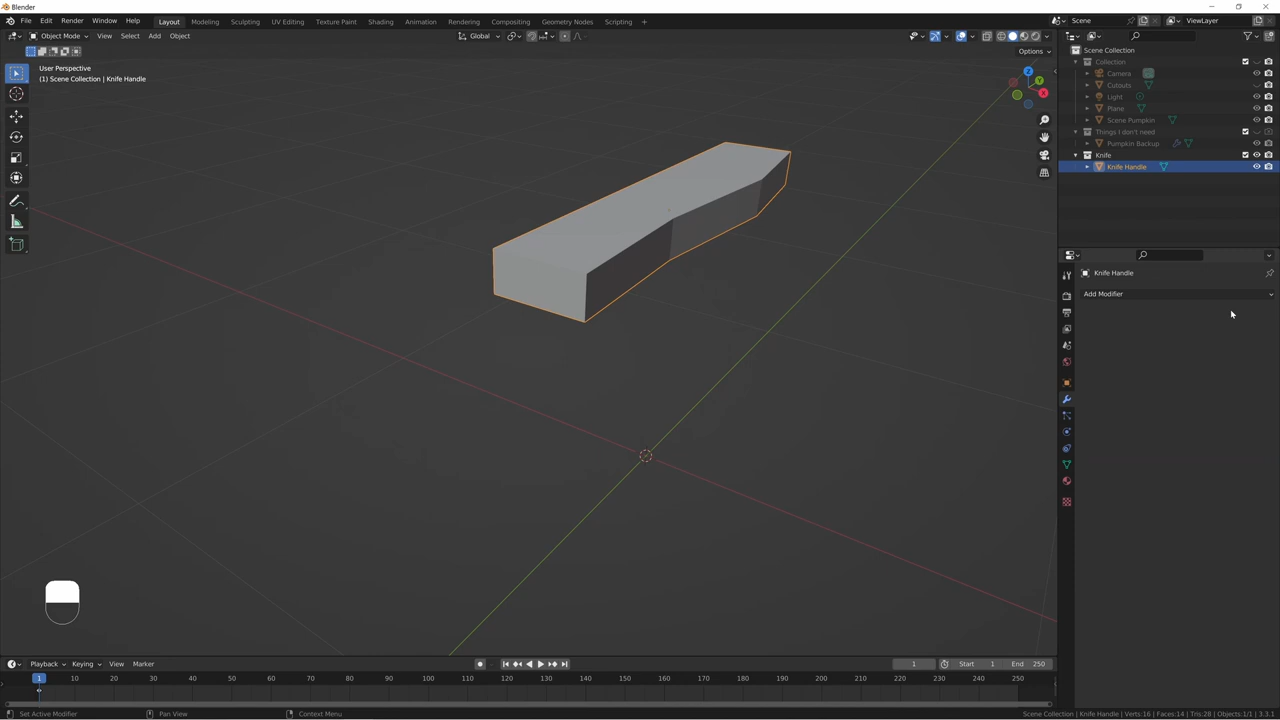 Blender
File Edit Render Window Help Layout Modeling Sculpting UV Editing Texture Paint Shading Animation Rendering Compositing Geometry Nodes Scripting + Scene ViewLayer
Object Mode View Select Add Object Global
Options
User Perspective
(1) Scene Collection | Knife Handle
Z
Y
X
Scene Collection
Collection
Camera
Cutouts
Light
Plane
Scene Pumpkin
Things I don't need
Pumpkin Backup
Knife
Knife Handle
Knife Handle
Add Modifier
Playback Keying View Marker 1 Start 1 End 250
1 10 20 30 40 50 60 70 80 90 100 110 120 130 140 150 160 170 180 190 200 210 220 230 240 250
Set Active Modifier Pan View Context Menu Scene Collection | Knife Handle | Verts:16 | Faces:14 | Tris:28 | Objects:1/1 | 3.3.1